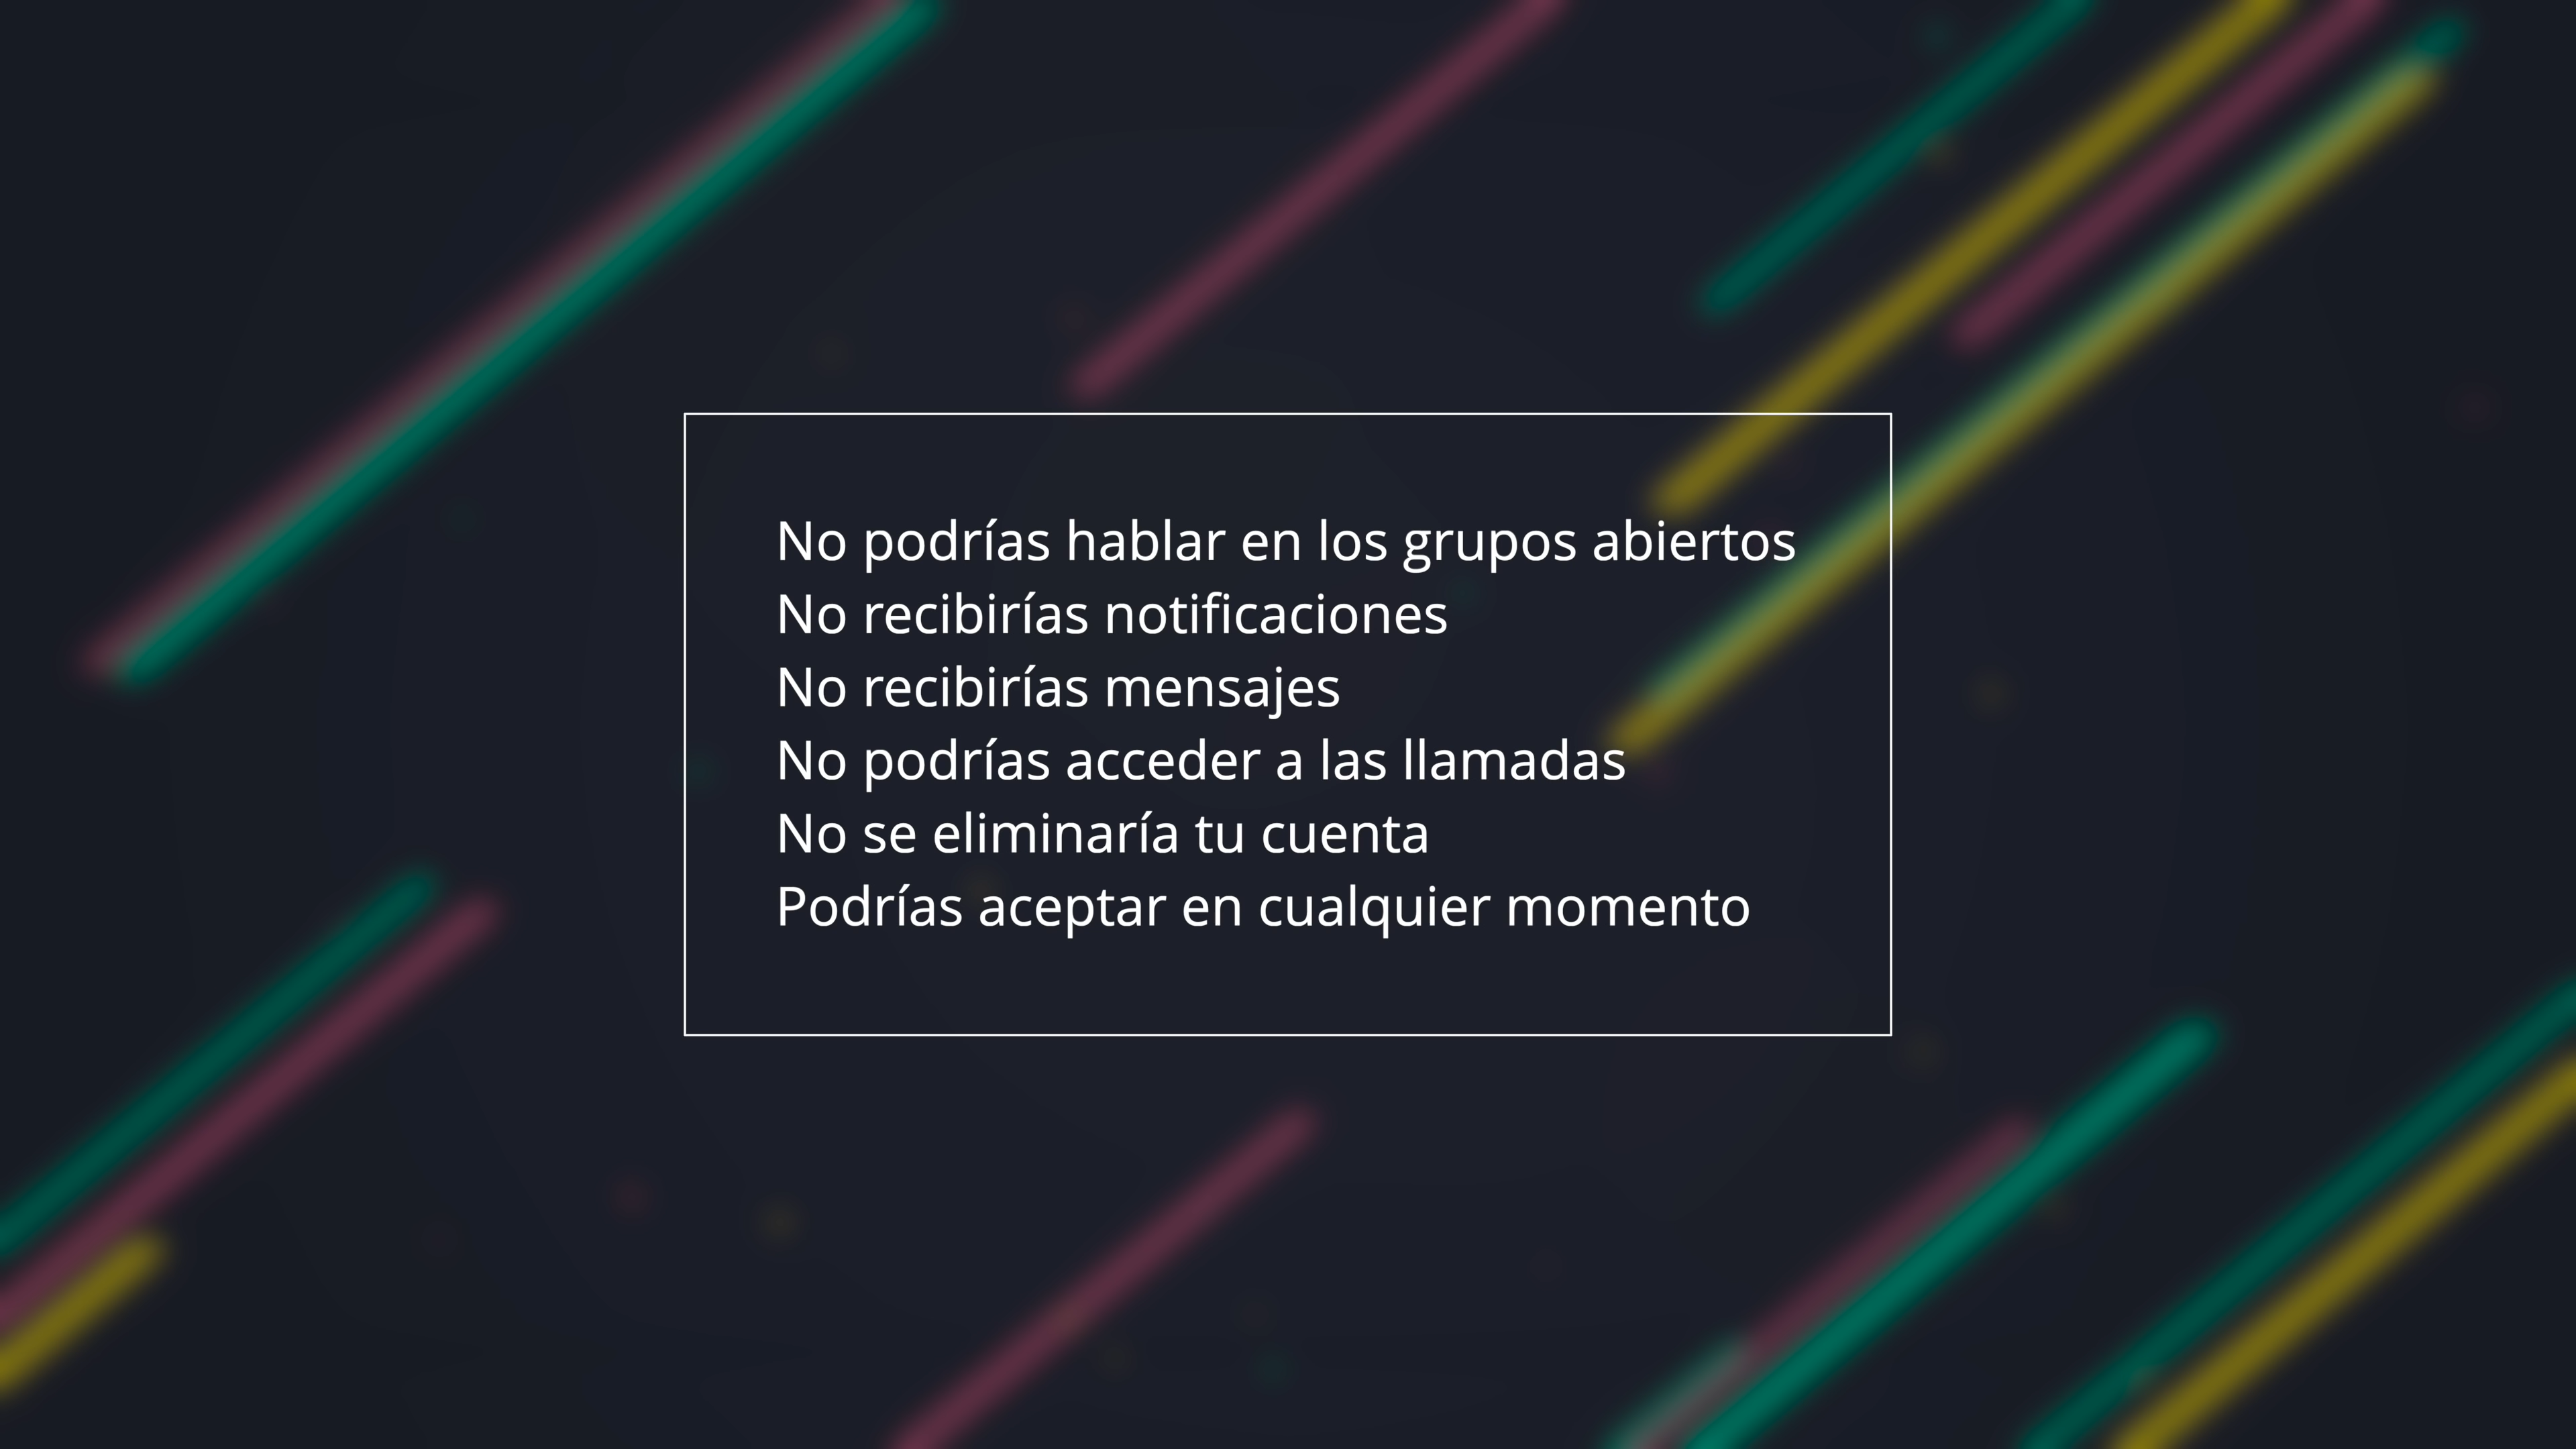 No podrías hablar en los grupos abiertos
No recibirías notificaciones
No recibirías mensajes
No podrías acceder a las llamadas
No se eliminaría tu cuenta
Podrías aceptar en cualquier momento